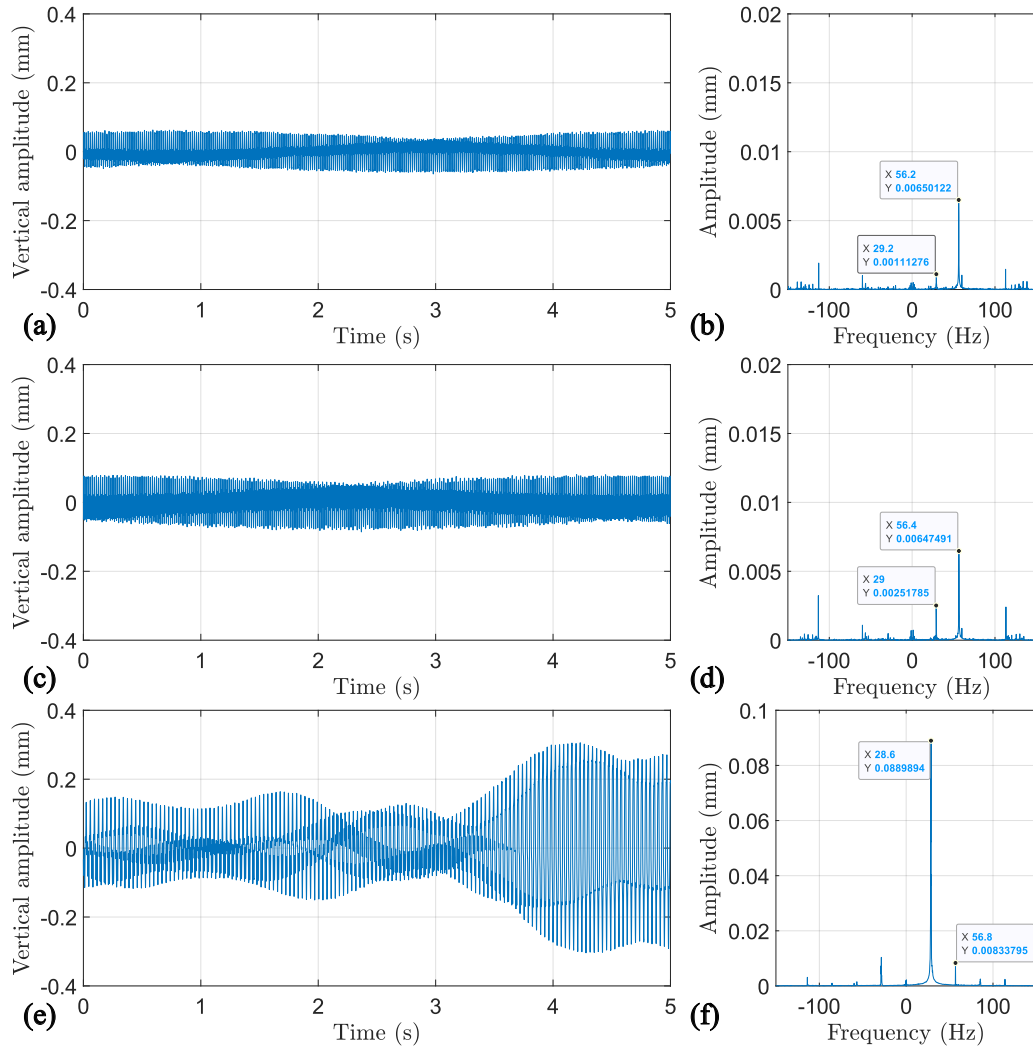 0.4
0.2
0
-0.2
-0.4
Vertical amplitude (mm)
0 1 2 3 4 5
Time (s)
(a)
0.02
0.015
0.01
0.005
0
Amplitude (mm)
X 56.2
Y 0.00650122
X 29.2
Y 0.00111276
-100 0 100
Frequency (Hz)
(b)
0.4
0.2
0
-0.2
-0.4
Vertical amplitude (mm)
0 1 2 3 4 5
Time (s)
(c)
0.02
0.015
0.01
0.005
0
Amplitude (mm)
X 56.4
Y 0.00647491
X 29
Y 0.00251785
-100 0 100
Frequency (Hz)
(d)
0.4
0.2
0
-0.2
-0.4
Vertical amplitude (mm)
0 1 2 3 4 5
Time (s)
(e)
0.1
0.08
0.06
0.04
0.02
0
Amplitude (mm)
X 28.6
Y 0.0889894
X 56.8
Y 0.00833795
-100 0 100
Frequency (Hz)
(f)